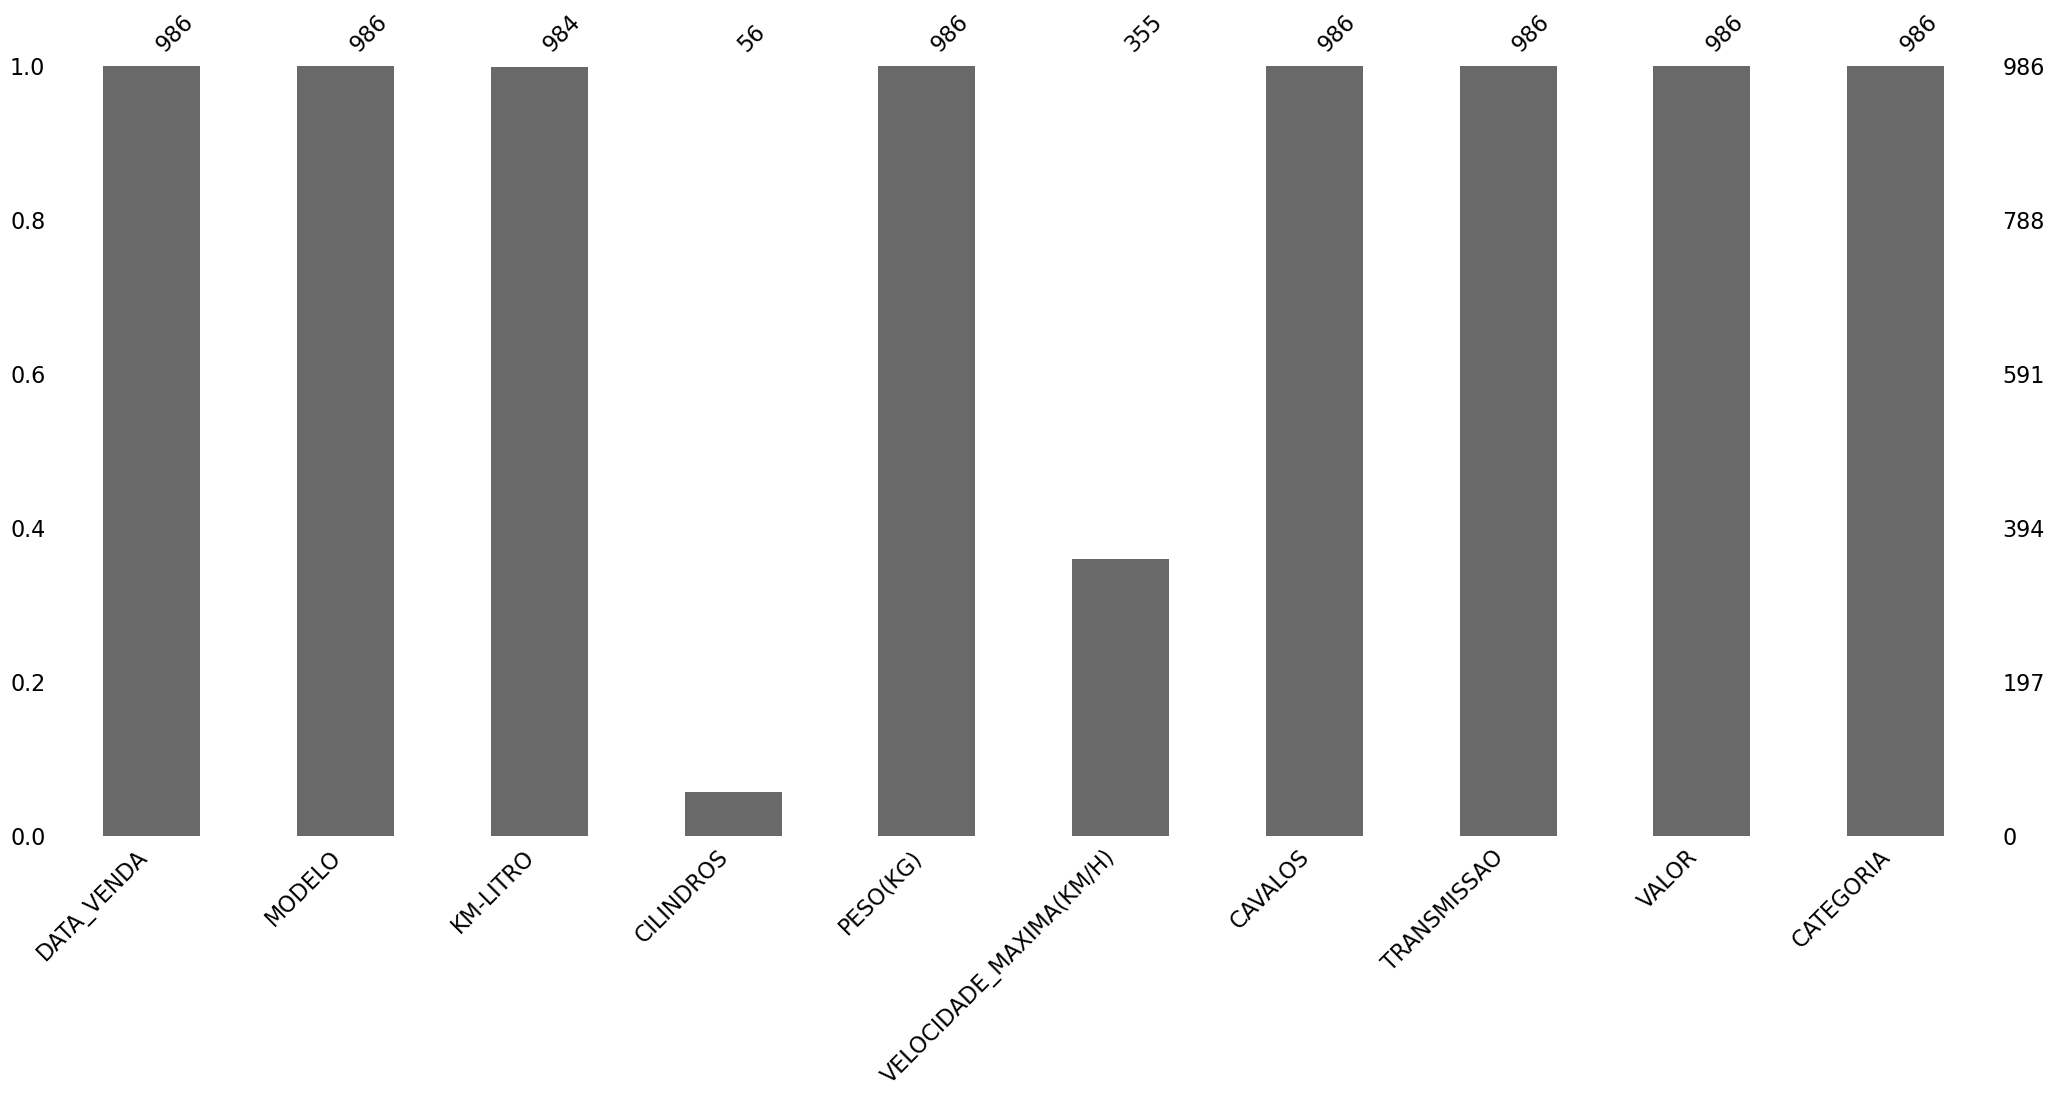 986 986 984 56 986 355 986 986 986 986
1.0 986
0.8 788
0.6 591
0.4 394
0.2 197
0.0 0
DATA_VENDA
MODELO
KM-LITRO
CILINDROS
PESO(KG)
VELOCIDADE_MAXIMA(KM/H)
CAVALOS
TRANSMISSAO
VALOR
CATEGORIA